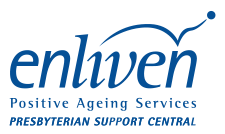 enliven
Positive Ageing Services
PRESBYTERIAN SUPPORT CENTRAL